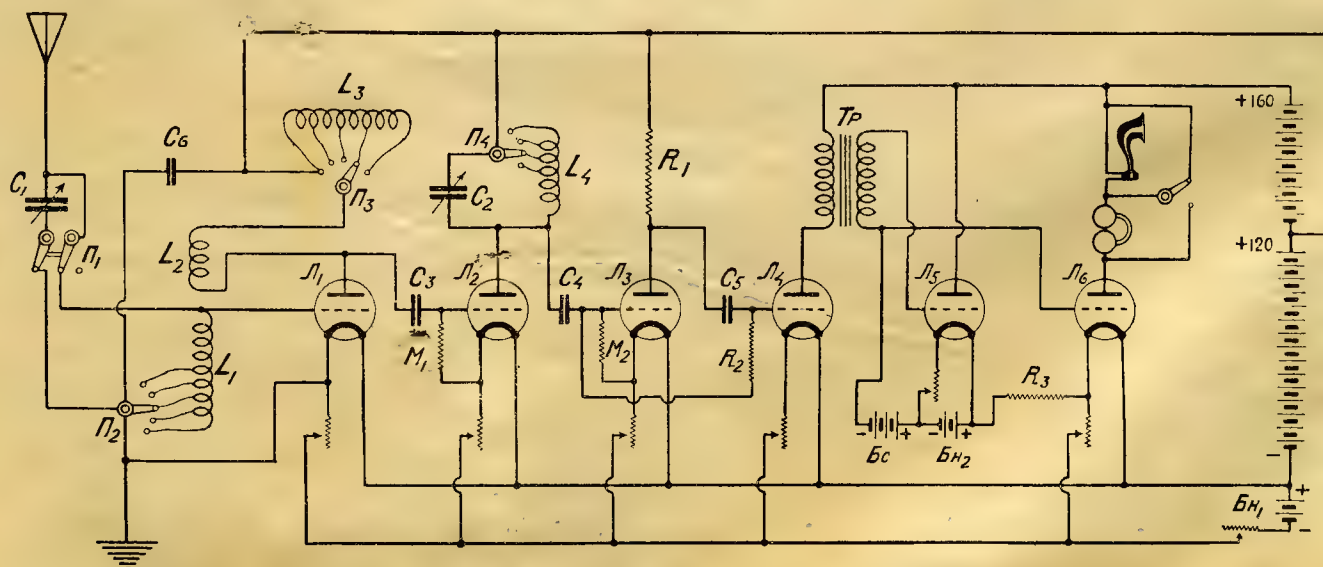 C₁
П₁
C₆
L₃
П₃
L₂
L₁
П₂
Л₁
C₃
M₁
П₄
C₂
L₄
Л₂
C₄
M₂
R₁
Л₃
C₅
R₂
Л₄
Тр
Л₅
Л₆
R₃
Бс
- +
Бн₂
- +
+160
+120
-
+
Бн₁
-